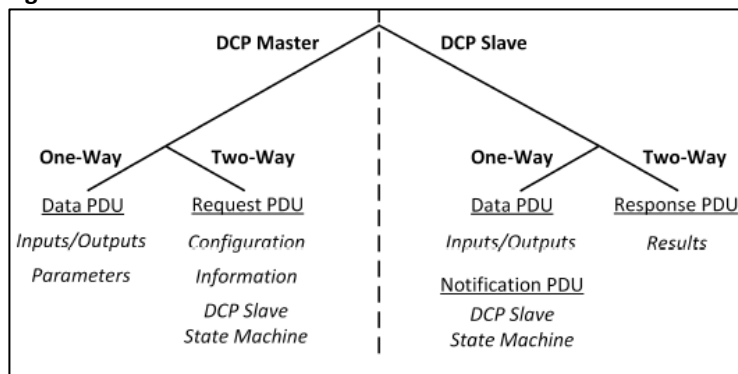 DCP Master
DCP Slave
One-Way
Two-Way
One-Way
Two-Way
Data PDU
Request PDU
Data PDU
Response PDU
Inputs/Outputs
Configuration
Inputs/Outputs
Results
Parameters
Information
Notification PDU
DCP Slave
DCP Slave
State Machine
State Machine